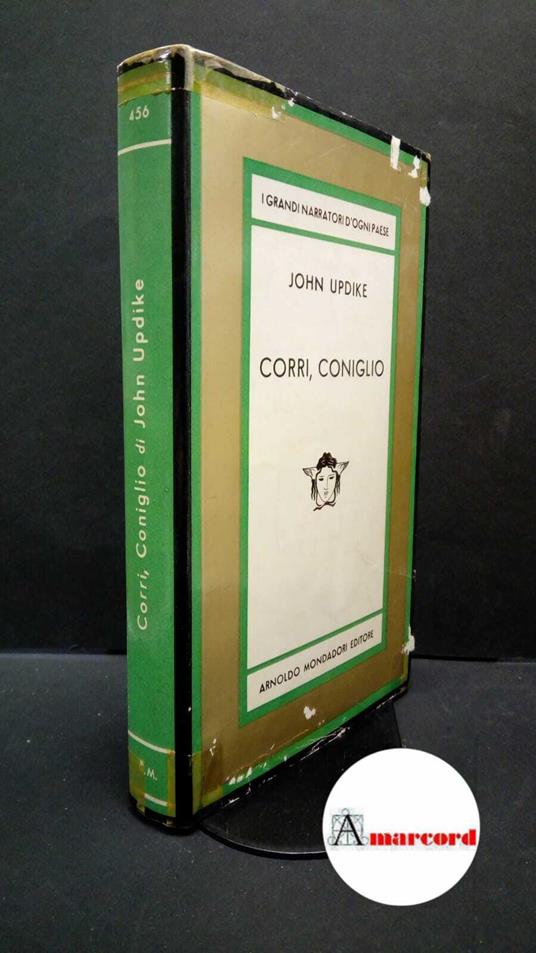 456
Corri, Coniglio di John Updike
.M.
I GRANDI NARRATORI D'OGNI PAESE
JOHN UPDIKE
CORRI, CONIGLIO
ARNOLDO MONDADORI EDITORE
Amarcord